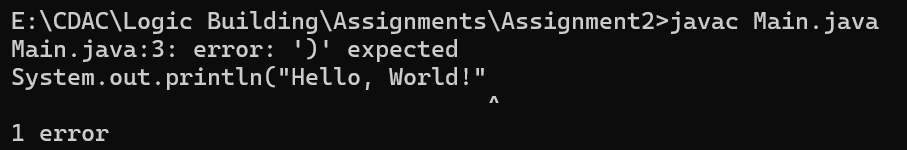 E:\CDAC\Logic Building\Assignments\Assignment2>javac Main.java
Main.java:3: error: ')' expected
System.out.println("Hello, World!"
^
1 error